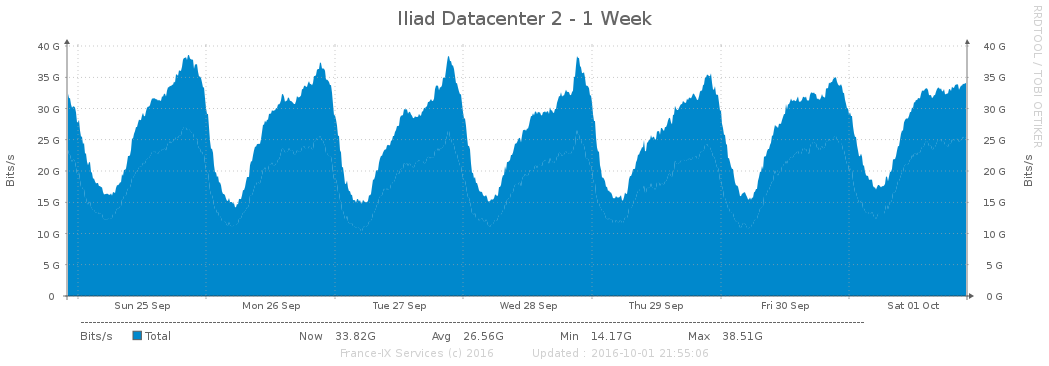 Iliad Datacenter 2 - 1 Week
RRDTOOL / TOBI OETIKER
40 G 40 G
35 G 35 G
30 G 30 G
25 G 25 G
20 G 20 G
15 G 15 G
10 G 10 G
5 G 5 G
0 0 G
Bits/s
Bits/s
Sun 25 Sep Mon 26 Sep Tue 27 Sep Wed 28 Sep Thu 29 Sep Fri 30 Sep Sat 01 Oct
Bits/s Total Now 33.82G Avg 26.56G Min 14.17G Max 38.51G
France-IX Services (c) 2016 Updated : 2016-10-01 21:55:06